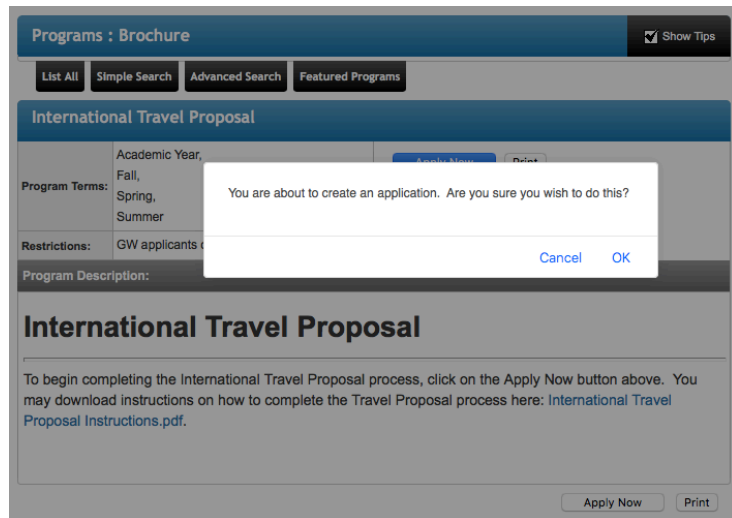 Programs : Brochure
Show Tips
List All Simple Search Advanced Search Featured Programs
International Travel Proposal
Program Terms:
Academic Year,
Fall,
Spring,
Summer
Apply Now Print
You are about to create an application. Are you sure you wish to do this?
Cancel OK
Restrictions: GW applicants
Program Description:
International Travel Proposal
To begin completing the International Travel Proposal process, click on the Apply Now button above. You
may download instructions on how to complete the Travel Proposal process here: International Travel
Proposal Instructions.pdf.
Apply Now Print